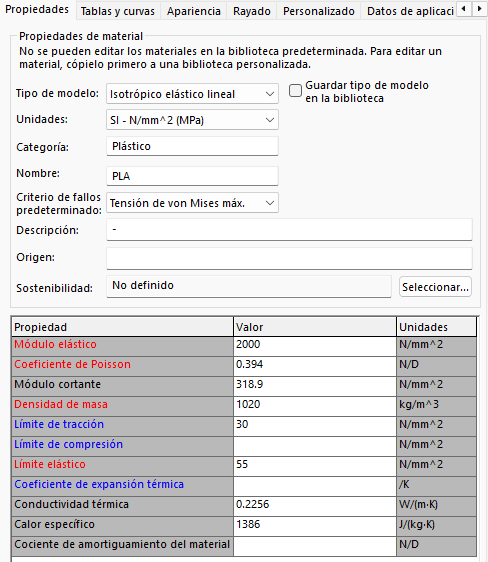 Propiedades Tablas y curvas Apariencia Rayado Personalizado Datos de aplicaci
Propiedades de material
No se pueden editar los materiales en la biblioteca predeterminada. Para editar un
material, cópielo primero a una biblioteca personalizada.
Tipo de modelo: Isotrópico elástico lineal Guardar tipo de modelo
en la biblioteca
Unidades: SI - N/mm^2 (MPa)
Categoría: Plástico
Nombre: PLA
Criterio de fallos
predeterminado: Tensión de von Mises máx.
Descripción: -
Origen:
Sostenibilidad: No definido Seleccionar...
Propiedad Valor Unidades
Módulo elástico 2000 N/mm^2
Coeficiente de Poisson 0.394 N/D
Módulo cortante 318.9 N/mm^2
Densidad de masa 1020 kg/m^3
Límite de tracción 30 N/mm^2
Límite de compresión N/mm^2
Límite elástico 55 N/mm^2
Coeficiente de expansión térmica /K
Conductividad térmica 0.2256 W/(m·K)
Calor específico 1386 J/(kg·K)
Cociente de amortiguamiento del material N/D